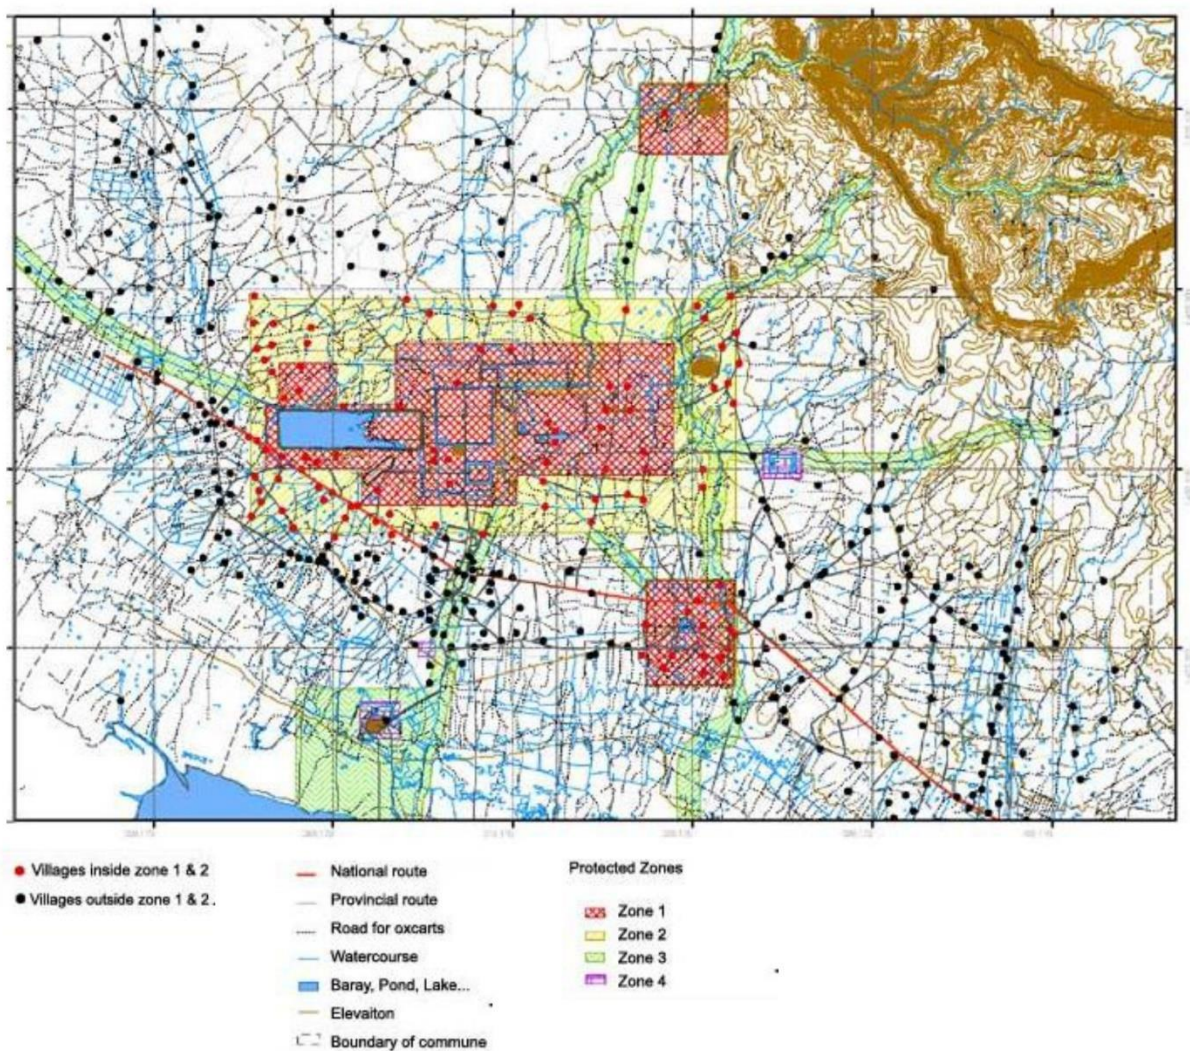 Villages inside zone 1 & 2
Villages outside zone 1 & 2.
National route
Provincial route
Road for oxcarts
Watercourse
Baray, Pond, Lake...
Elevaiton
Boundary of commune
Protected Zones
Zone 1
Zone 2
Zone 3
Zone 4